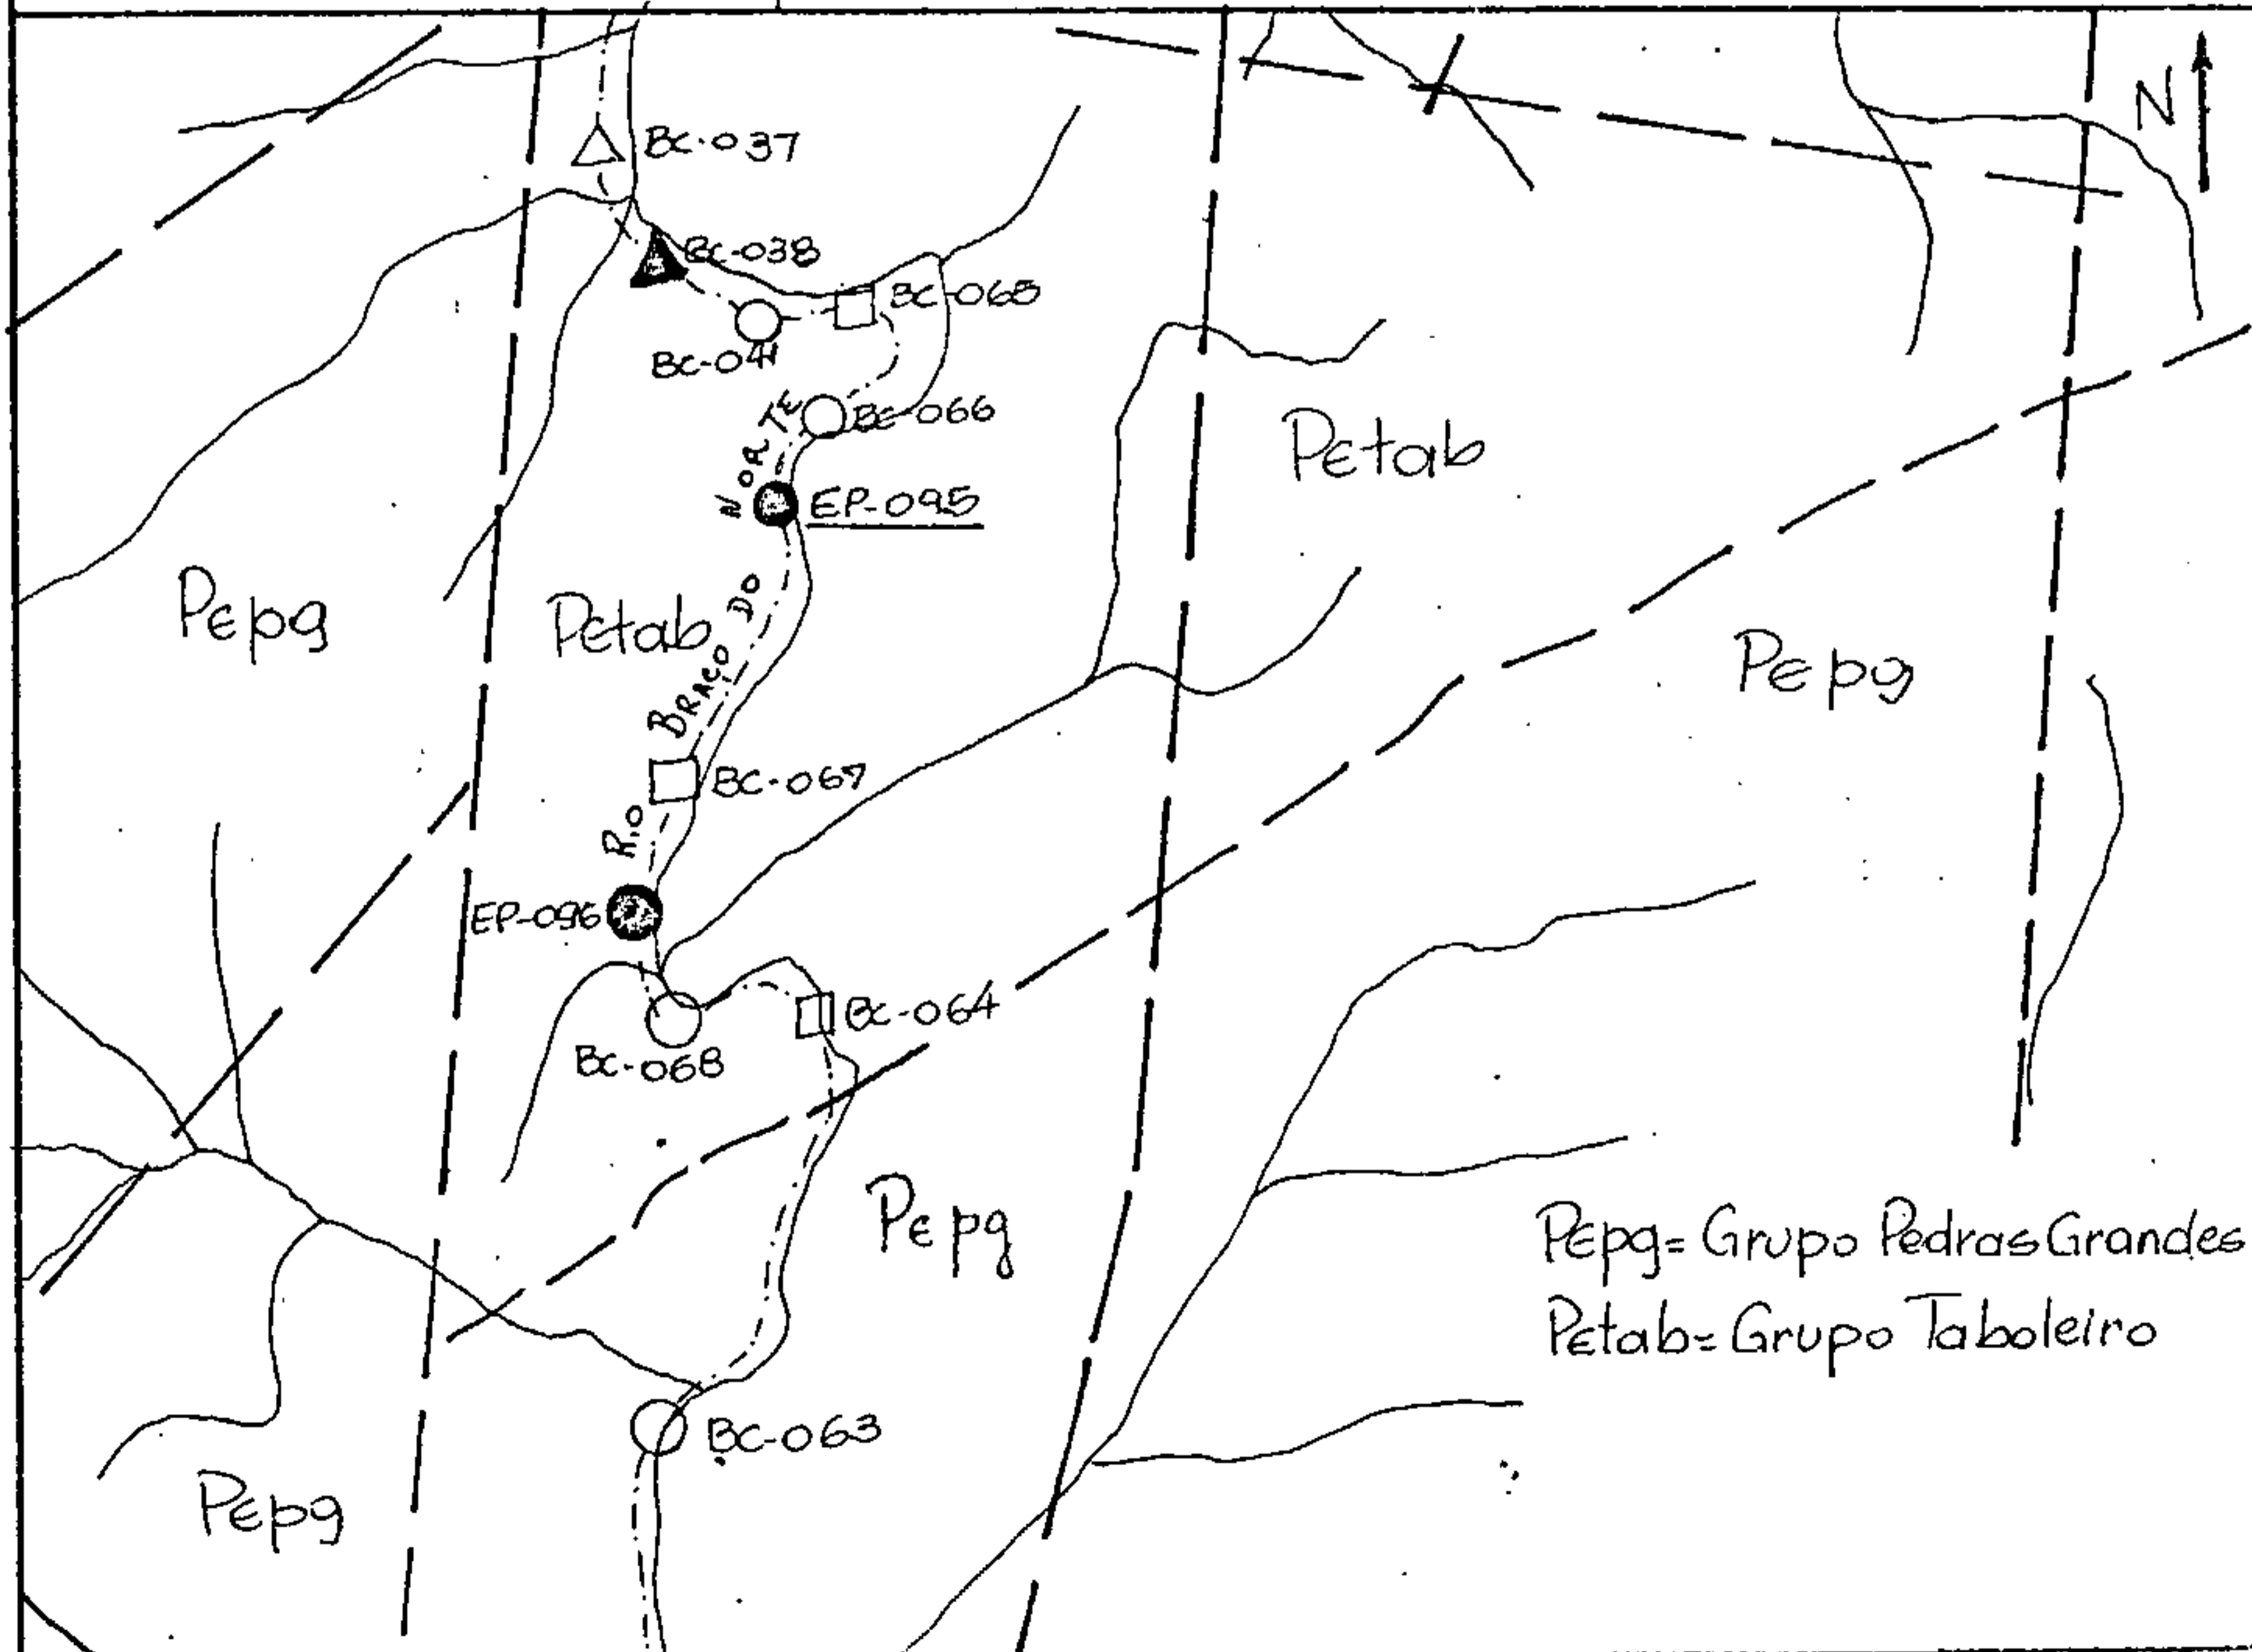 N
BC-037
BC-038
BC-065
BC-041
BC-066
Petab
EP-095
Pepg
Petab
Pepg
RIO BRAÇO DO NORTE
BC-067
EP-096
BC-064
BC-068
Pepg
Pepg = Grupo Pedras Grandes
Petab = Grupo Taboleiro
BC-063
Pepg